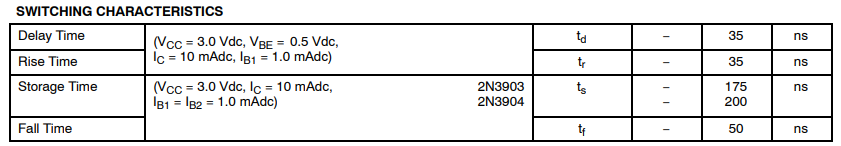 SWITCHING CHARACTERISTICS
Delay Time (VCC = 3.0 Vdc, VBE = 0.5 Vdc, IC = 10 mAdc, IB1 = 1.0 mAdc) td – 35 ns
Rise Time tr – 35 ns
Storage Time (VCC = 3.0 Vdc, IC = 10 mAdc, 2N3903 ts – 175 ns
IB1 = IB2 = 1.0 mAdc) 2N3904 – 200
Fall Time tf – 50 ns